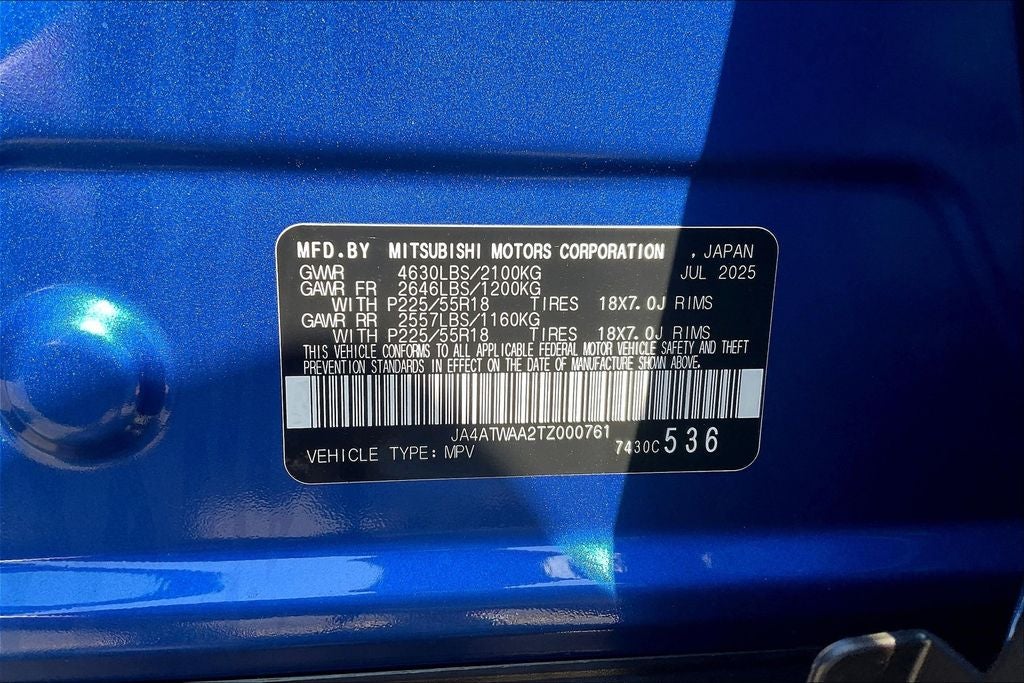 MFD.BY MITSUBISHI MOTORS CORPORATION , JAPAN
GVWR 4630LBS/2100KG JUL 2025
GAWR FR 2646LBS/1200KG
WITH P225/55R18 TIRES 18X7.0J RIMS
GAWR RR 2557LBS/1160KG
WITH P225/55R18 TIRES 18X7.0J RIMS
THIS VEHICLE CONFORMS TO ALL APPLICABLE FEDERAL MOTOR VEHICLE SAFETY AND THEFT
PREVENTION STANDARDS IN EFFECT ON THE DATE OF MANUFACTURE SHOWN ABOVE.
JA4ATWAA2TZ000761
VEHICLE TYPE: MPV 7430C 536